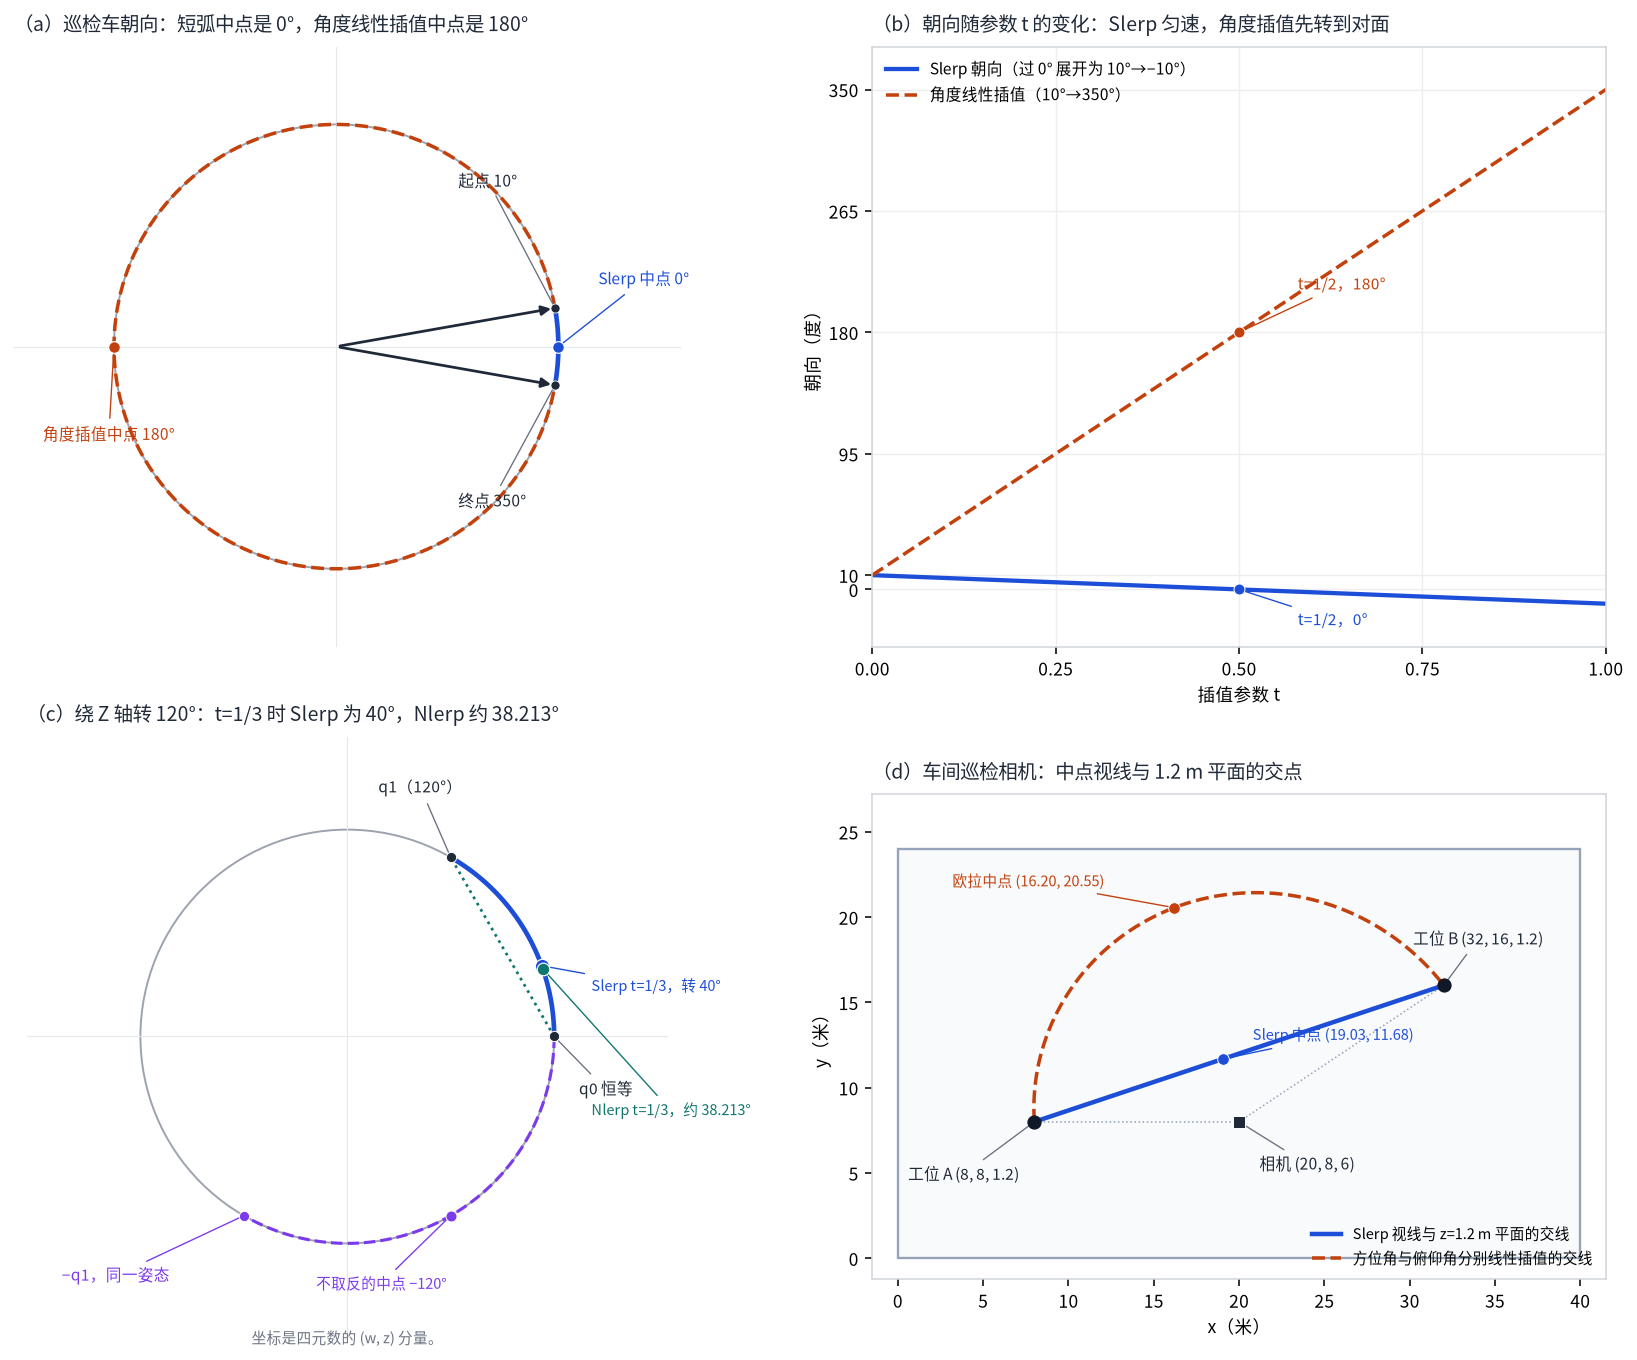 （a）巡检车朝向：短弧中点是 0°，角度线性插值中点是 180°
起点 10°
Slerp 中点 0°
角度插值中点 180°
终点 350°
（b）朝向随参数 t 的变化：Slerp 匀速，角度插值先转到对面
Slerp 朝向（过 0° 展开为 10°→−10°）
角度线性插值（10°→350°）
350
265
180
95
10
0
朝向（度）
t=1/2，180°
t=1/2，0°
0.00
0.25
0.50
0.75
1.00
插值参数 t
（c）绕 Z 轴转 120°：t=1/3 时 Slerp 为 40°，Nlerp 约 38.213°
q1（120°）
Slerp t=1/3，转 40°
q0 恒等
Nlerp t=1/3，约 38.213°
−q1，同一姿态
不取反的中点 −120°
坐标是四元数的 (w, z) 分量。
（d）车间巡检相机：中点视线与 1.2 m 平面的交点
25
20
15
10
5
0
y（米）
欧拉中点 (16.20, 20.55)
工位 B (32, 16, 1.2)
Slerp 中点 (19.03, 11.68)
工位 A (8, 8, 1.2)
相机 (20, 8, 6)
Slerp 视线与 z=1.2 m 平面的交线
方位角与俯仰角分别线性插值的交线
0
5
10
15
20
25
30
35
40
x（米）